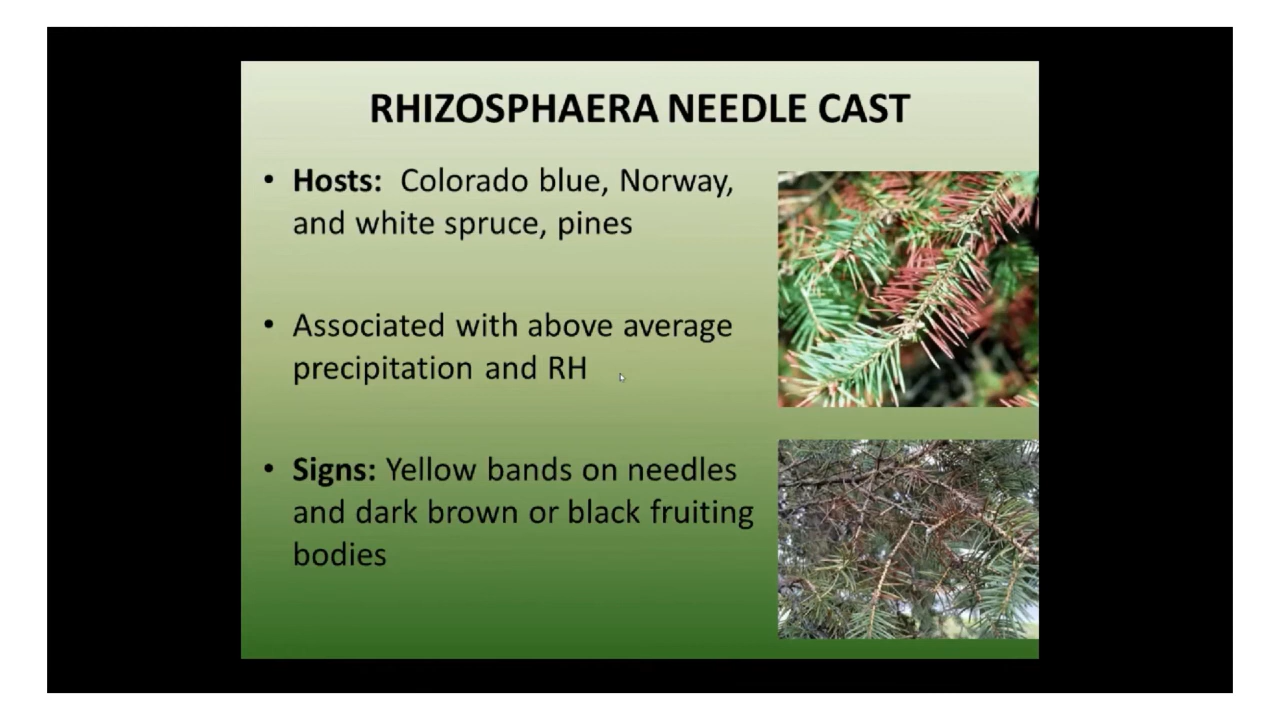 RHIZOSPHAERA NEEDLE CAST
• Hosts: Colorado blue, Norway,
and white spruce, pines
• Associated with above average
precipitation and RH
• Signs: Yellow bands on needles
and dark brown or black fruiting
bodies